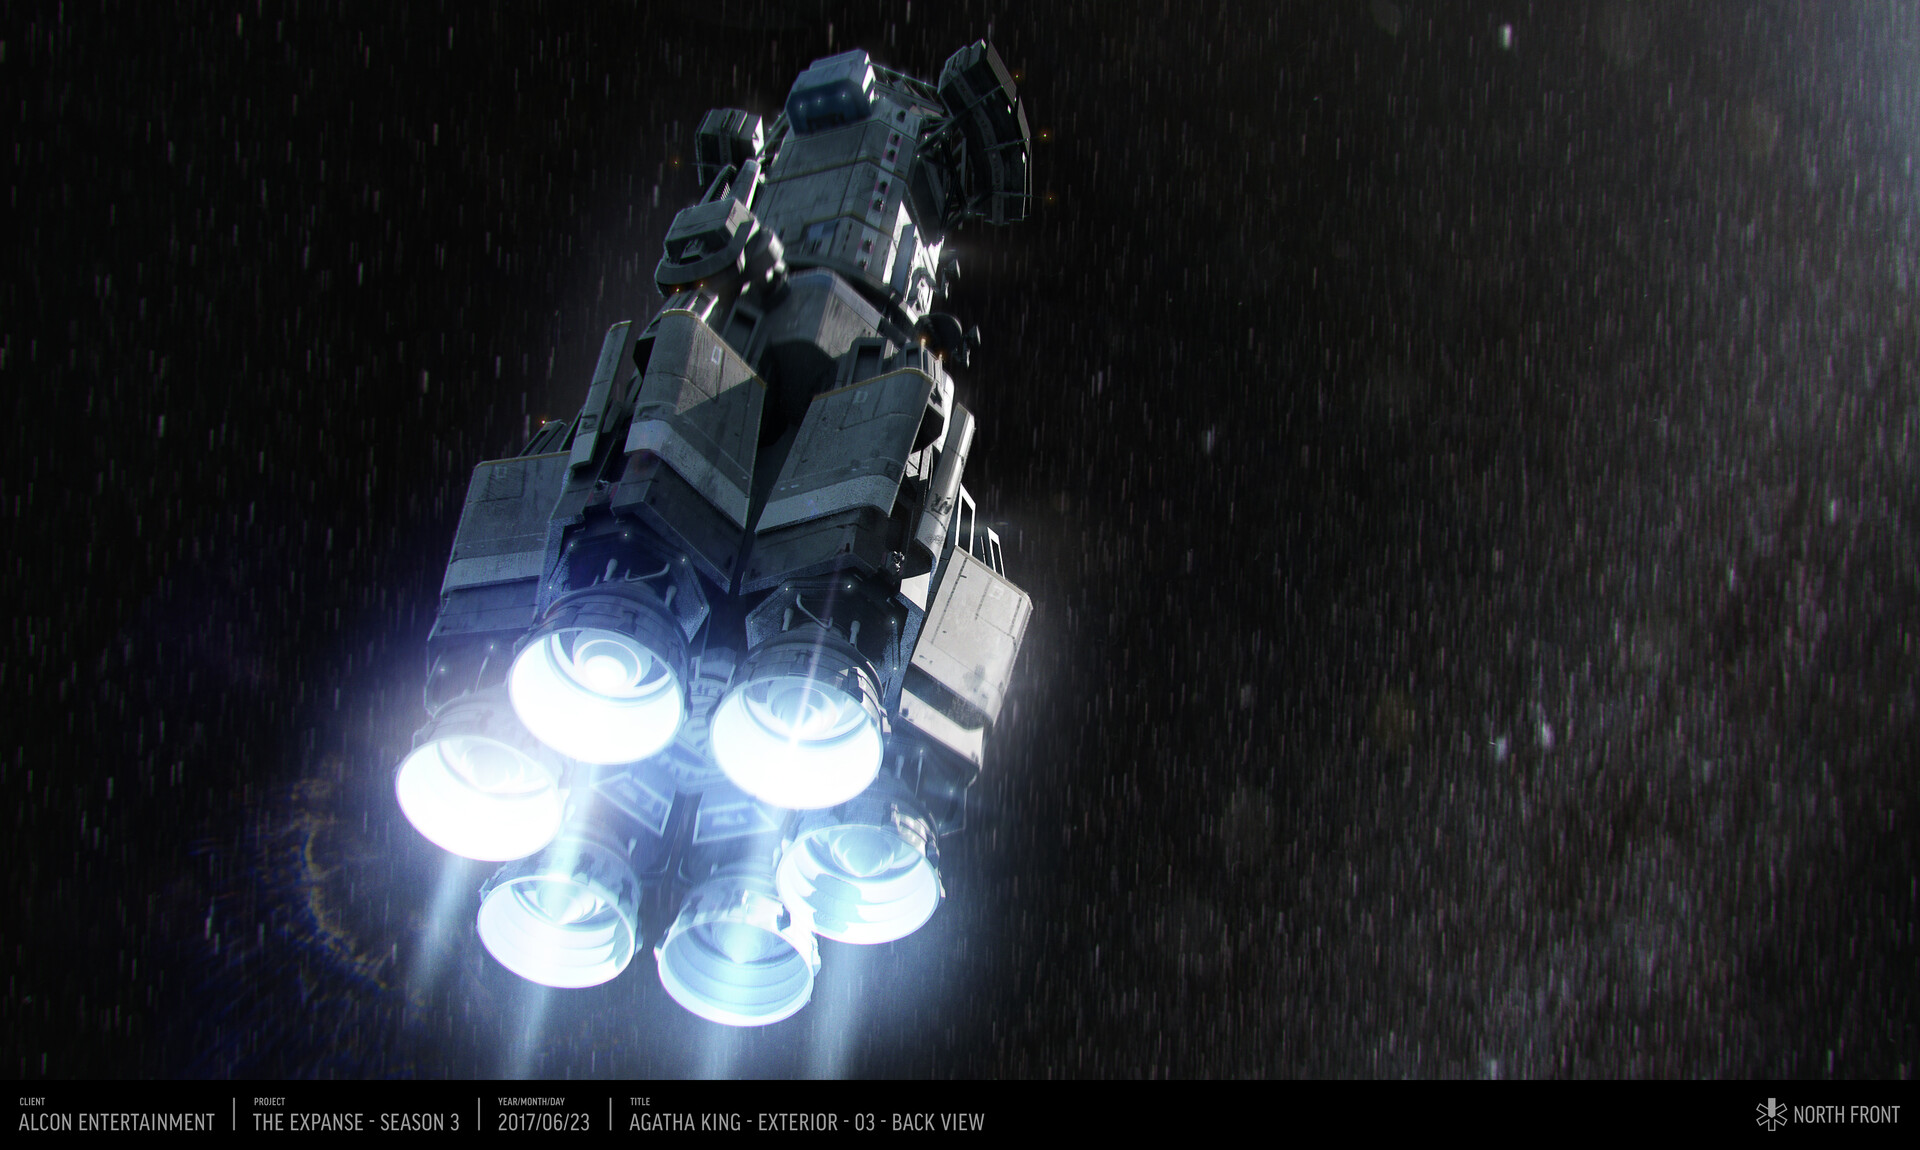 CLIENT
ALCON ENTERTAINMENT
PROJECT
THE EXPANSE - SEASON 3
YEAR/MONTH/DAY
2017/06/23
TITLE
AGATHA KING - EXTERIOR - 03 - BACK VIEW
NORTH FRONT